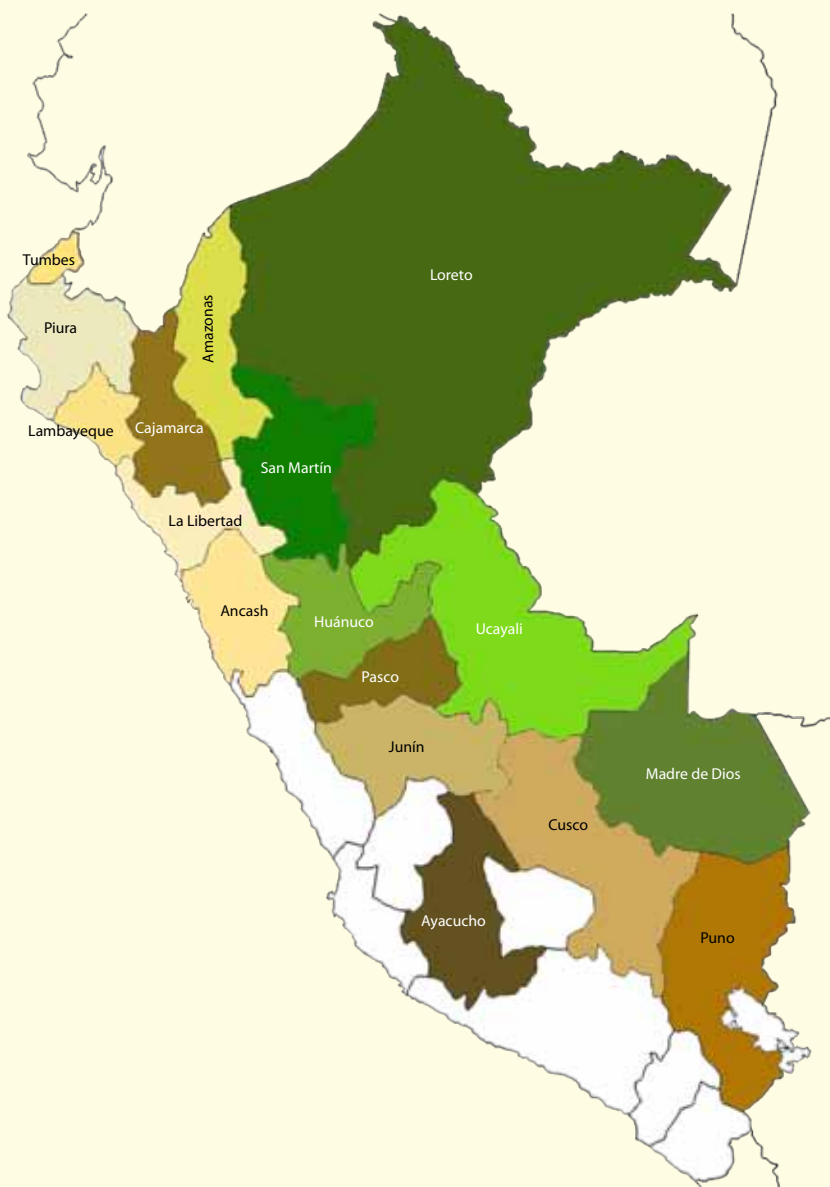 Tumbes
Loreto
Piura
Amazonas
Lambayeque
Cajamarca
San Martín
La Libertad
Ancash
Huánuco
Ucayali
Pasco
Junín
Madre de Dios
Cusco
Ayacucho
Puno